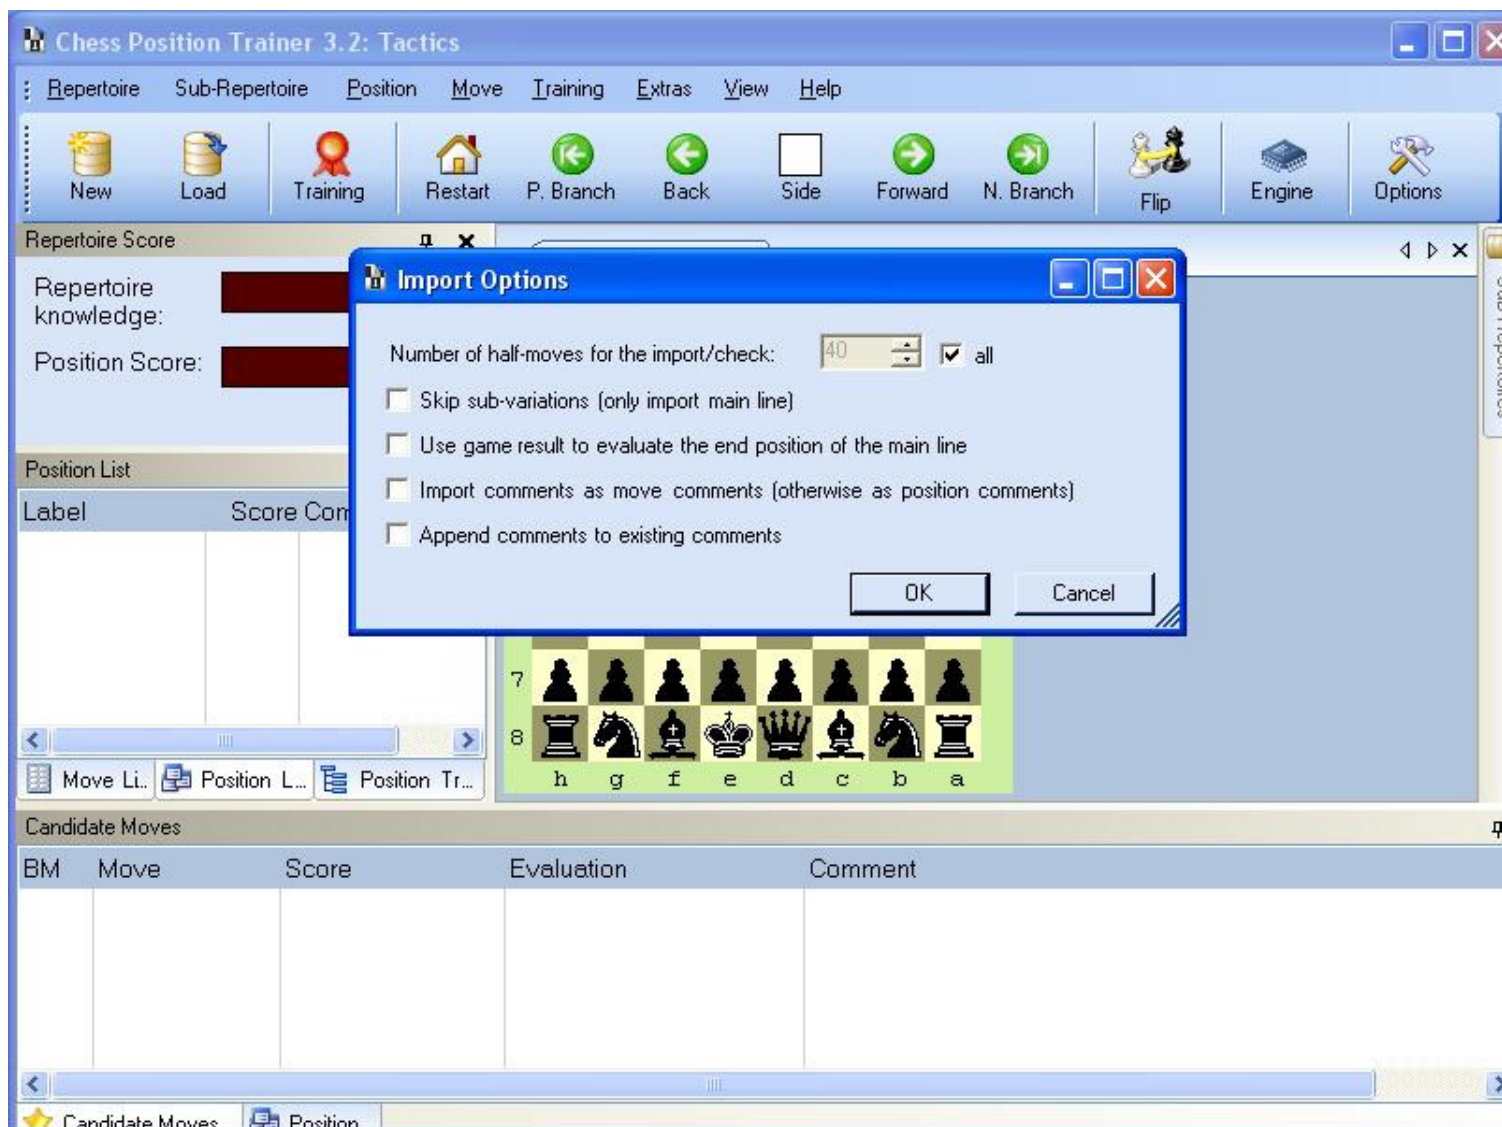 Chess Position Trainer 3.2: Tactics
Repertoire Sub-Repertoire Position Move Training Extras View Help
New Load Training Restart P. Branch Back Side Forward N. Branch Flip Engine Options
Repertoire Score
Repertoire
knowledge:
Position Score:
Import Options
Number of half-moves for the import/check: 40 all
Skip sub-variations (only import main line)
Use game result to evaluate the end position of the main line
Import comments as move comments (otherwise as position comments)
Append comments to existing comments
OK Cancel
Position List
Label Score Com
7
8
h g f e d c b a
Move Li.. Position L... Position Tr...
Candidate Moves
BM Move Score Evaluation Comment
Candidate Moves Position